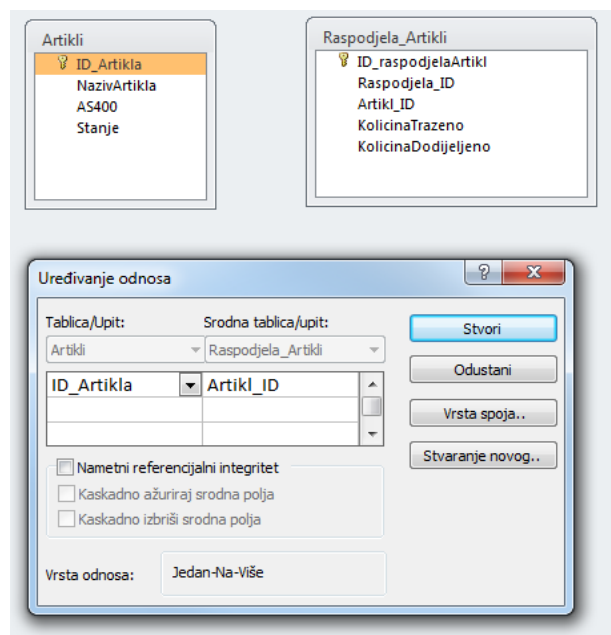 Artikli
ID_Artikla
NazivArtikla
AS400
Stanje
Raspodjela_Artikli
ID_raspodjelaArtikl
Raspodjela_ID
Artikl_ID
KolicinaTrazeno
KolicinaDodijeljeno
Uređivanje odnosa
Tablica/Upit: Srodna tablica/upit:
Artikli Raspodjela_Artikli
ID_Artikla Artikl_ID
Stvori
Odustani
Vrsta spoja..
Stvaranje novog..
Nametni referencijalni integritet
Kaskadno ažuriraj srodna polja
Kaskadno izbriši srodna polja
Vrsta odnosa: Jedan-Na-Više